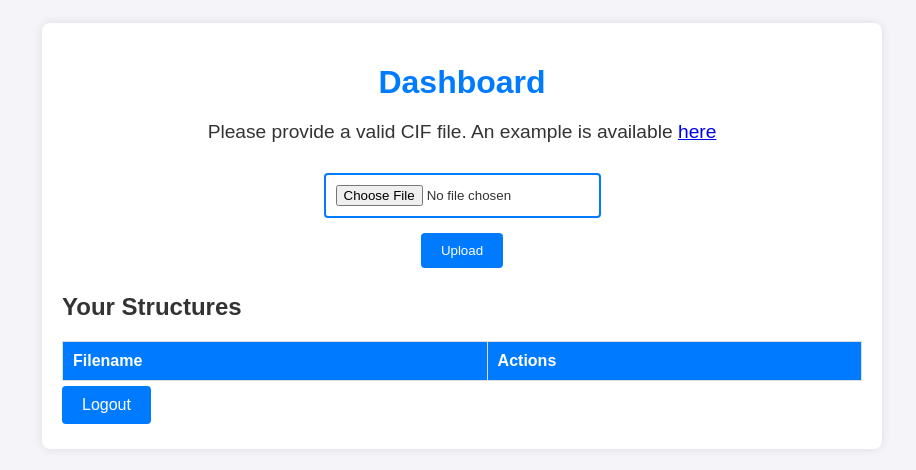 Dashboard
Please provide a valid CIF file. An example is available here
Choose File No file chosen
Upload
Your Structures
Filename Actions
Logout